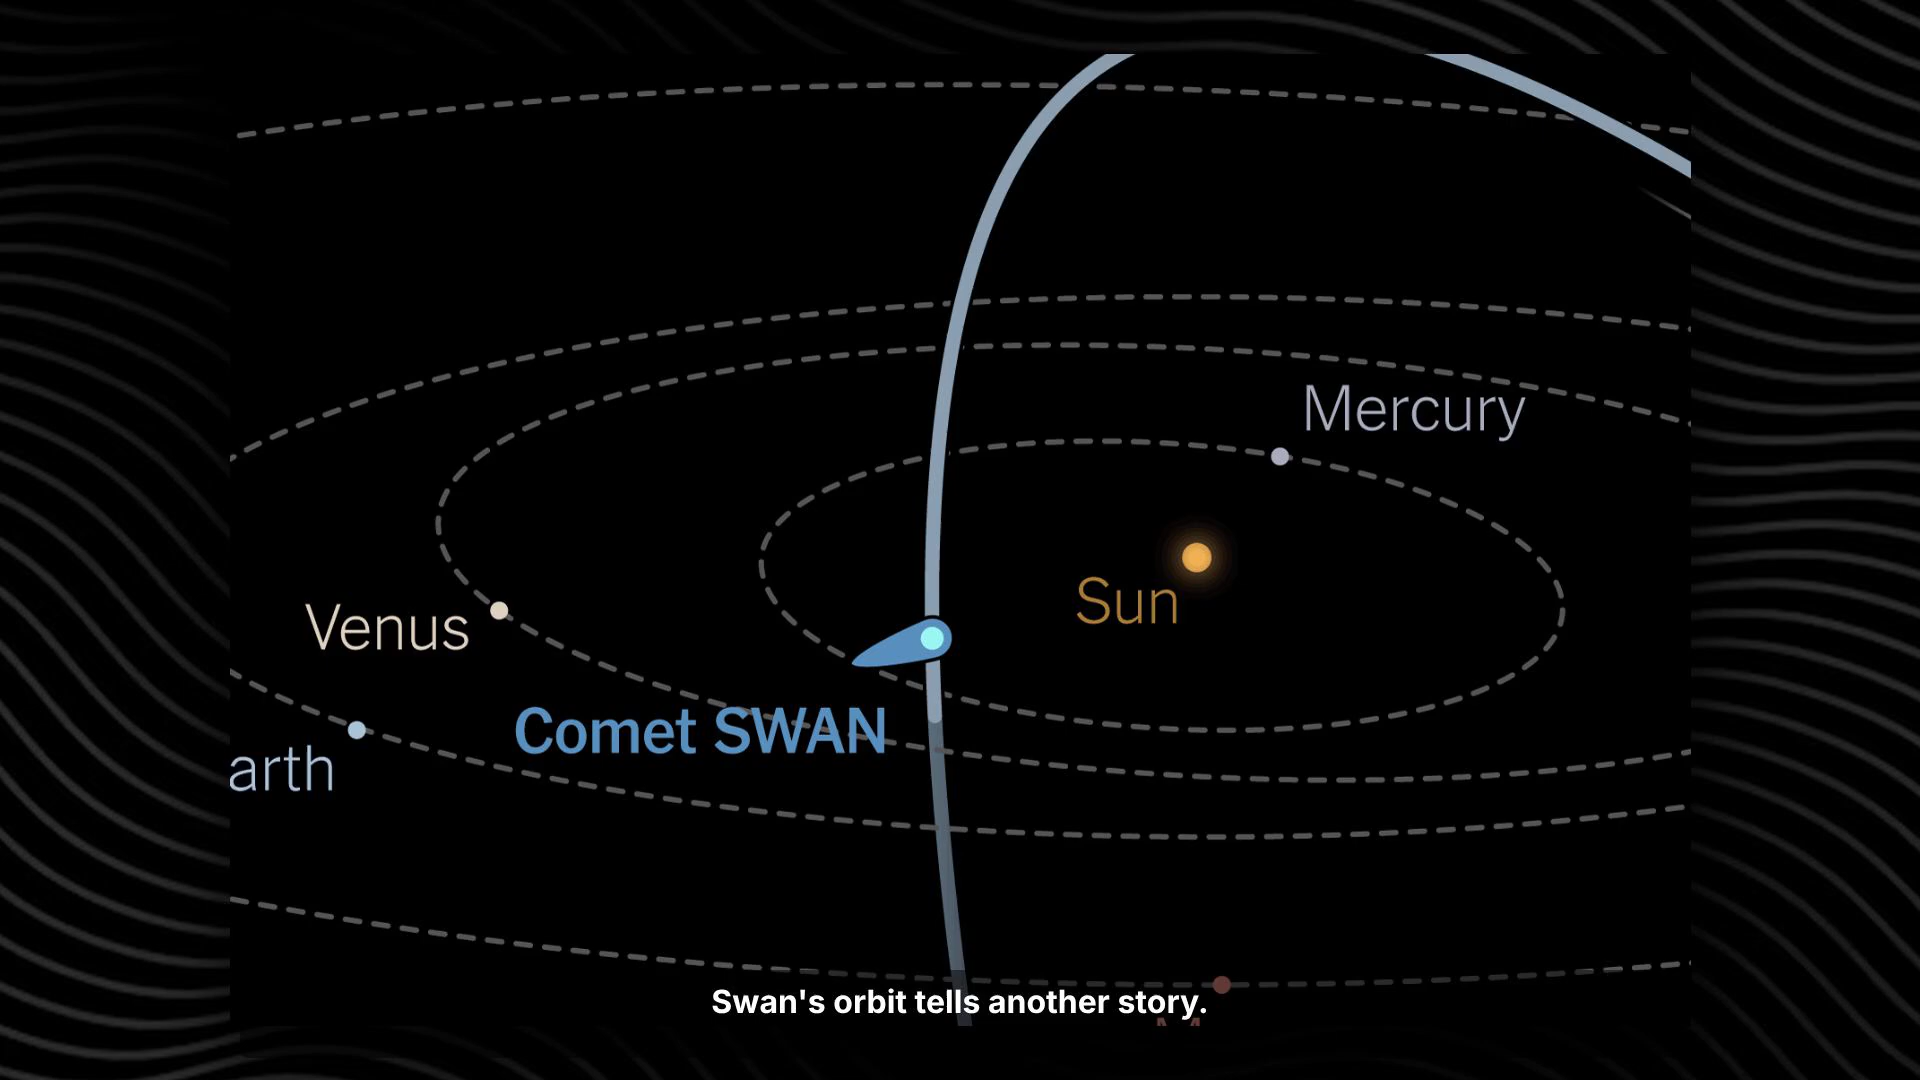 Mercury
Sun
Venus
Comet SWAN
arth
Swan's orbit tells another story.